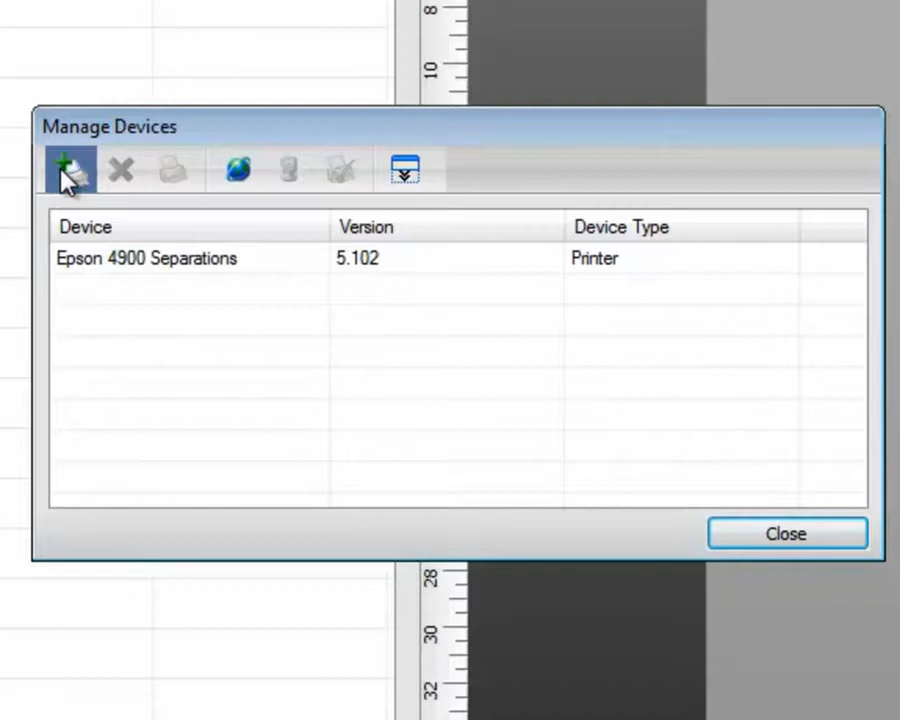 8
10
Manage Devices
Device Version Device Type
Epson 4900 Separations 5.102 Printer
Close
28
30
32